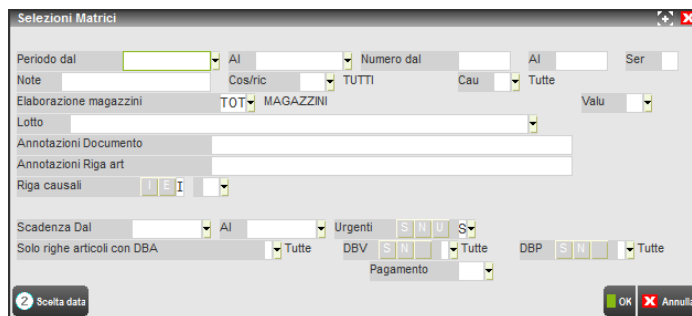 Selezioni Matrici
Periodo dal Al Numero dal Al Ser
Note Cos/ric TUTTI Cau Tutte
Elaborazione magazzini TOT MAGAZZINI Valu
Lotto
Annotazioni Documento
Annotazioni Riga art
Riga causali I E I
Scadenza Dal Al Urgenti S N U S
Solo righe articoli con DBA Tutte DBV S N Tutte DBP S N Tutte
Pagamento
2 Scelta data OK X Annulla